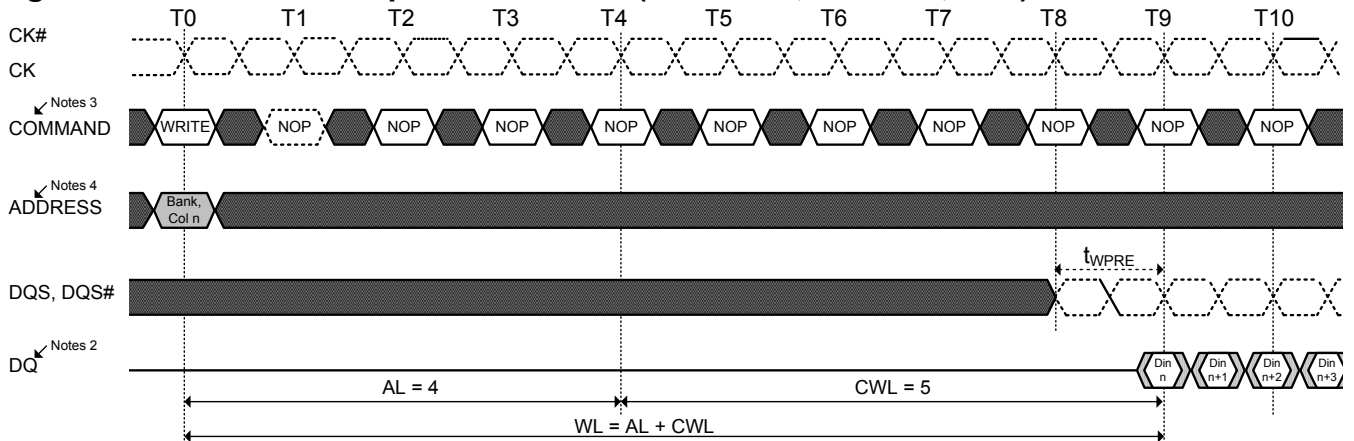 T0 T1 T2 T3 T4 T5 T6 T7 T8 T9 T10
CK#
CK
Notes 3
COMMAND WRITE NOP NOP NOP NOP NOP NOP NOP NOP NOP NOP
Notes 4
ADDRESS Bank,
Col n
tWPRE
DQS, DQS#
Notes 2
DQ Din n Din n+1 Din n+2 Din n+3
AL = 4 CWL = 5
WL = AL + CWL